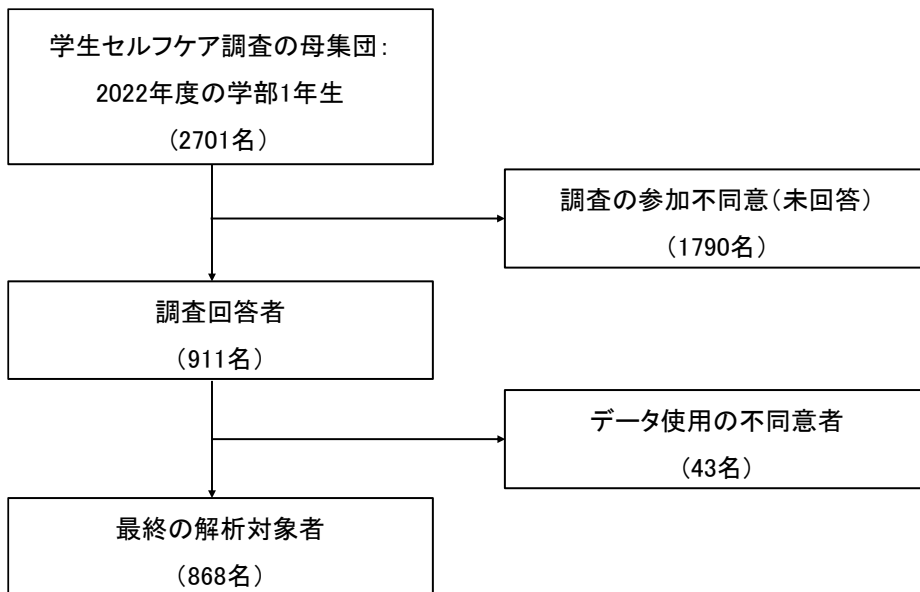 学生セルフケア調査の母集団:
2022年度の学部1年生
(2701名)
調査の参加不同意(未回答)
(1790名)
調査回答者
(911名)
データ使用の不同意者
(43名)
最終の解析対象者
(868名)